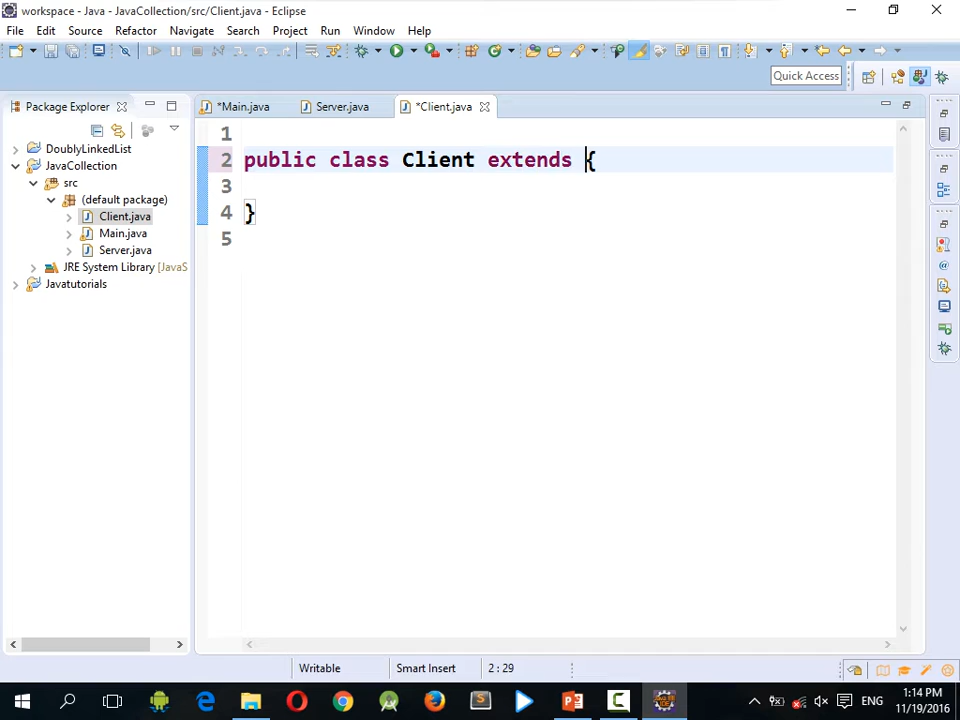 workspace - Java - JavaCollection/src/Client.java - Eclipse
File Edit Source Refactor Navigate Search Project Run Window Help
Quick Access
Package Explorer
*Main.java Server.java *Client.java
DoublyLinkedList
JavaCollection
src
(default package)
Client.java
Main.java
Server.java
JRE System Library [JavaS
Javatutorials
1
2 public class Client extends {
3
4 }
5
Writable Smart Insert 2 : 29
ENG
1:14 PM
11/19/2016